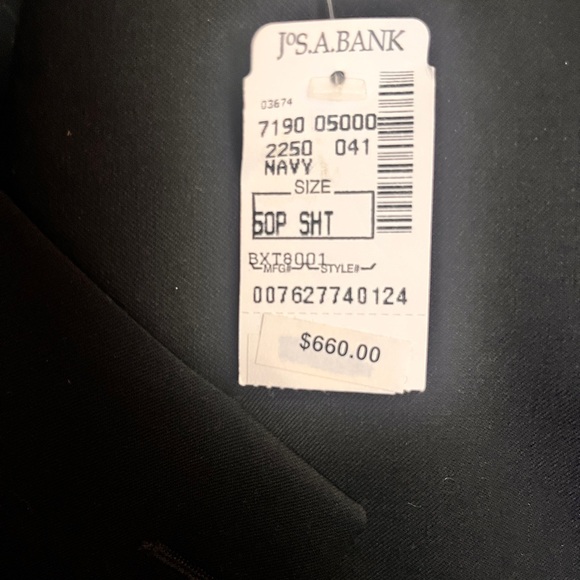 JoS.A.BANK
03674
7190 05000
2250 041
NAVY
SIZE
50P SHT
BXT8001
MFG# STYLE#
007627740124
$660.00